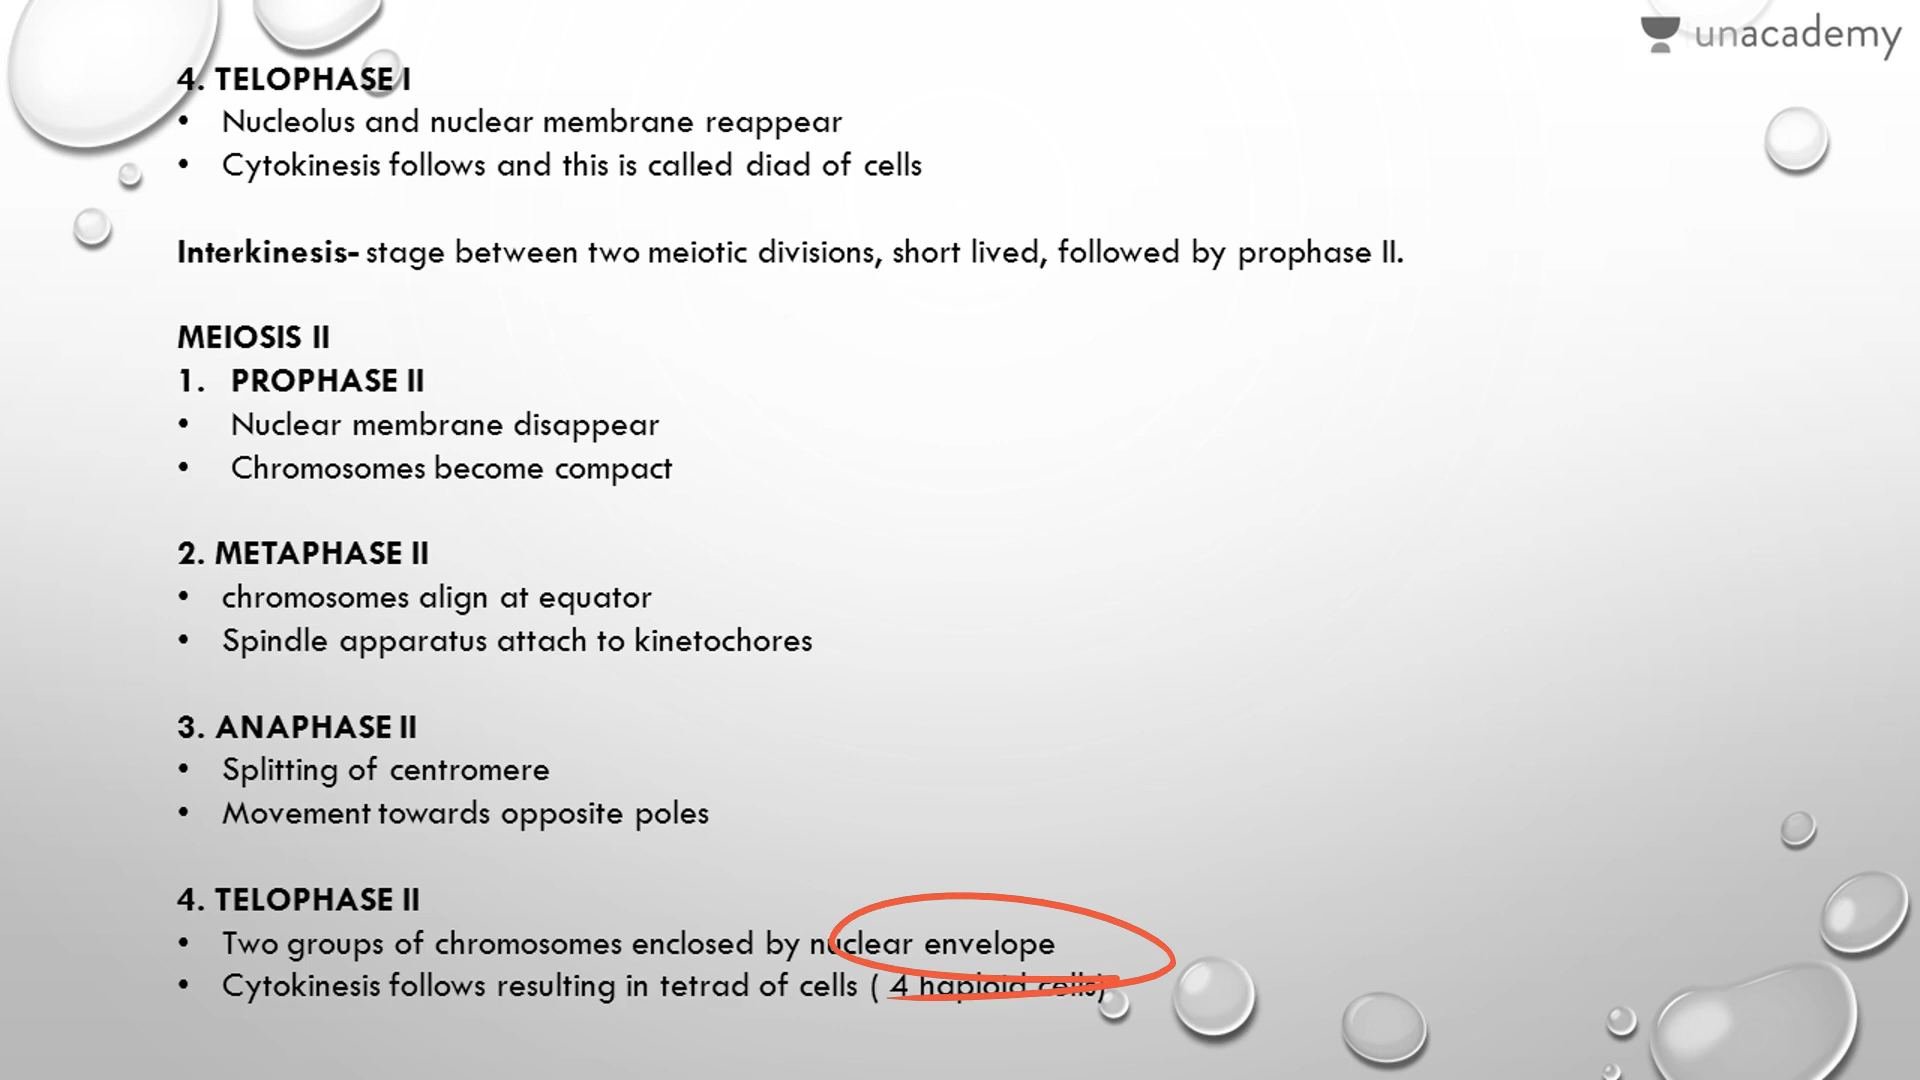 unacademy
4. TELOPHASE I
• Nucleolus and nuclear membrane reappear
• Cytokinesis follows and this is called diad of cells
Interkinesis- stage between two meiotic divisions, short lived, followed by prophase II.
MEIOSIS II
1. PROPHASE II
• Nuclear membrane disappear
• Chromosomes become compact
2. METAPHASE II
• chromosomes align at equator
• Spindle apparatus attach to kinetochores
3. ANAPHASE II
• Splitting of centromere
• Movement towards opposite poles
4. TELOPHASE II
• Two groups of chromosomes enclosed by nuclear envelope
• Cytokinesis follows resulting in tetrad of cells ( 4 haploid cells)